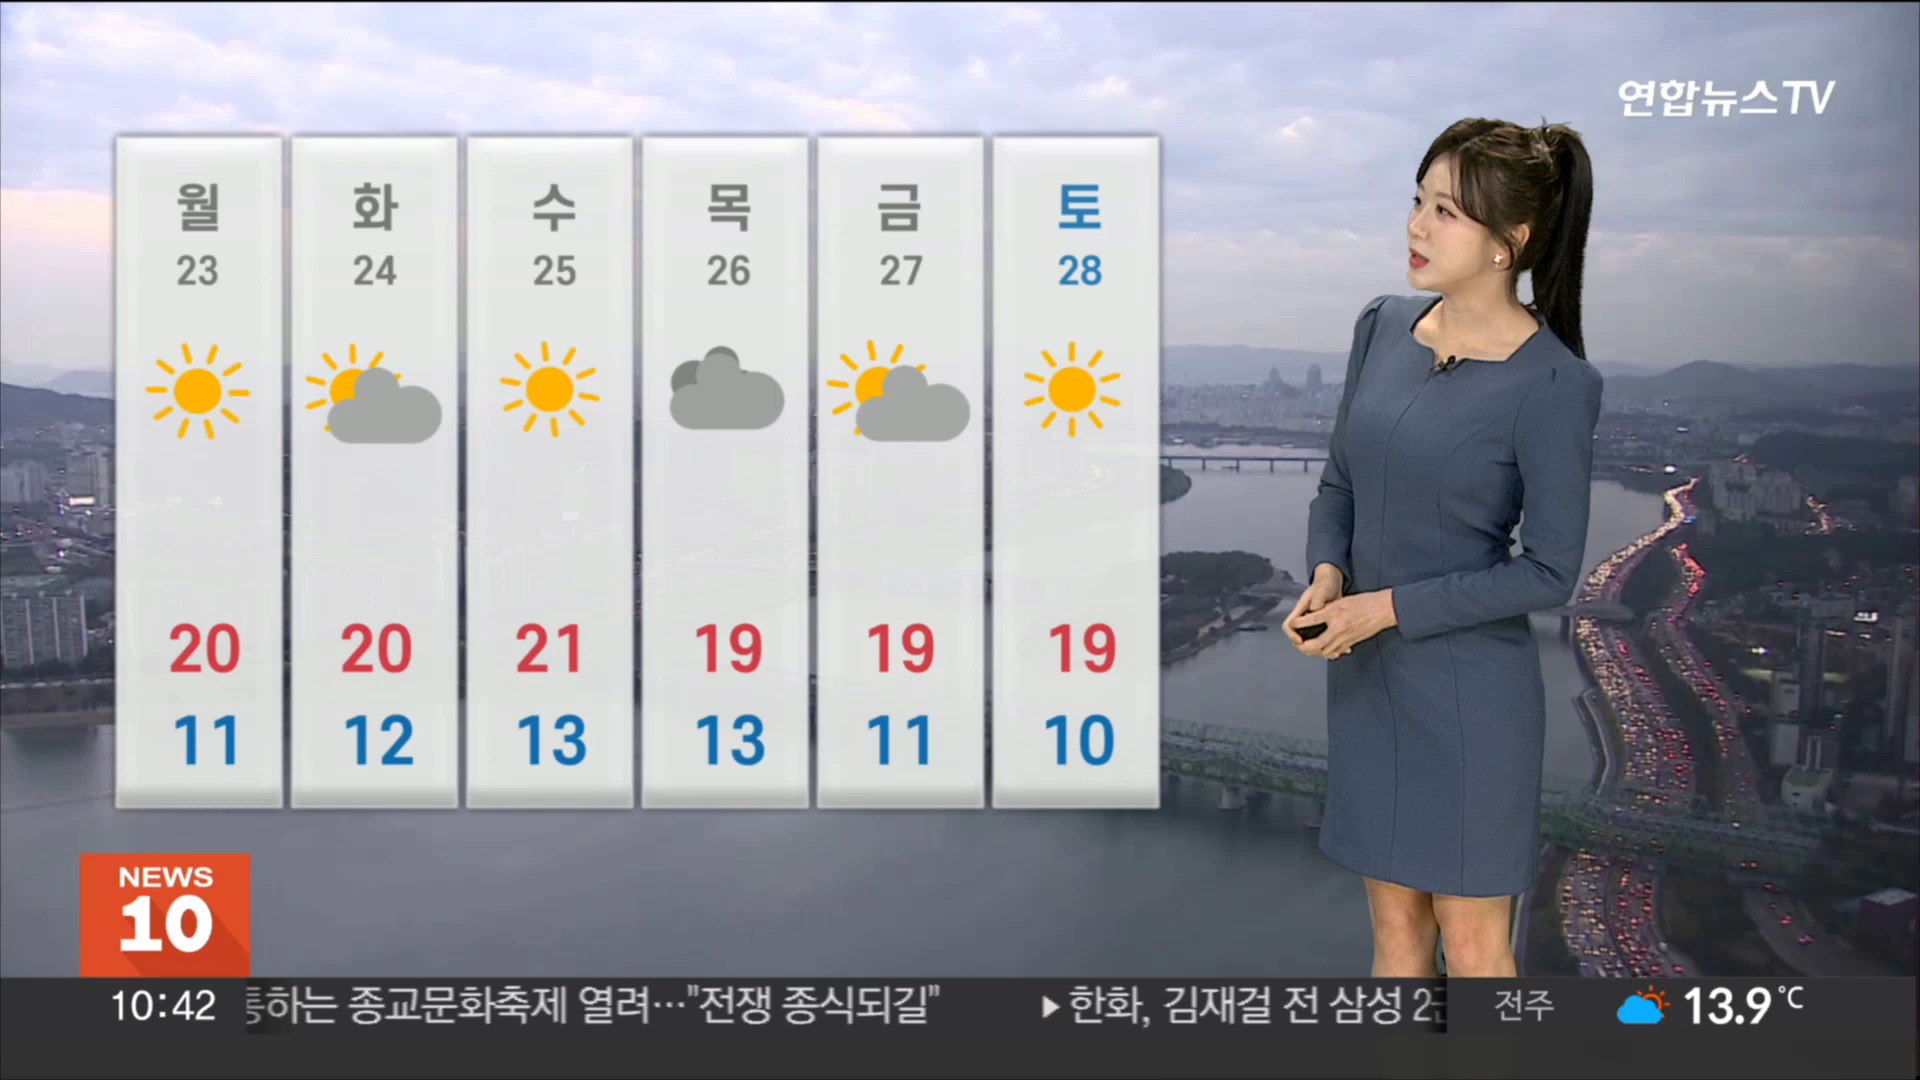 연합뉴스TV
월 화 수 목 금 토
23 24 25 26 27 28
20 20 21 19 19 19
11 12 13 13 11 10
NEWS
10
10:42 종교문화축제 열려…"전쟁 종식되길" ▶한화, 김재걸 전 삼성 전주 13.9℃